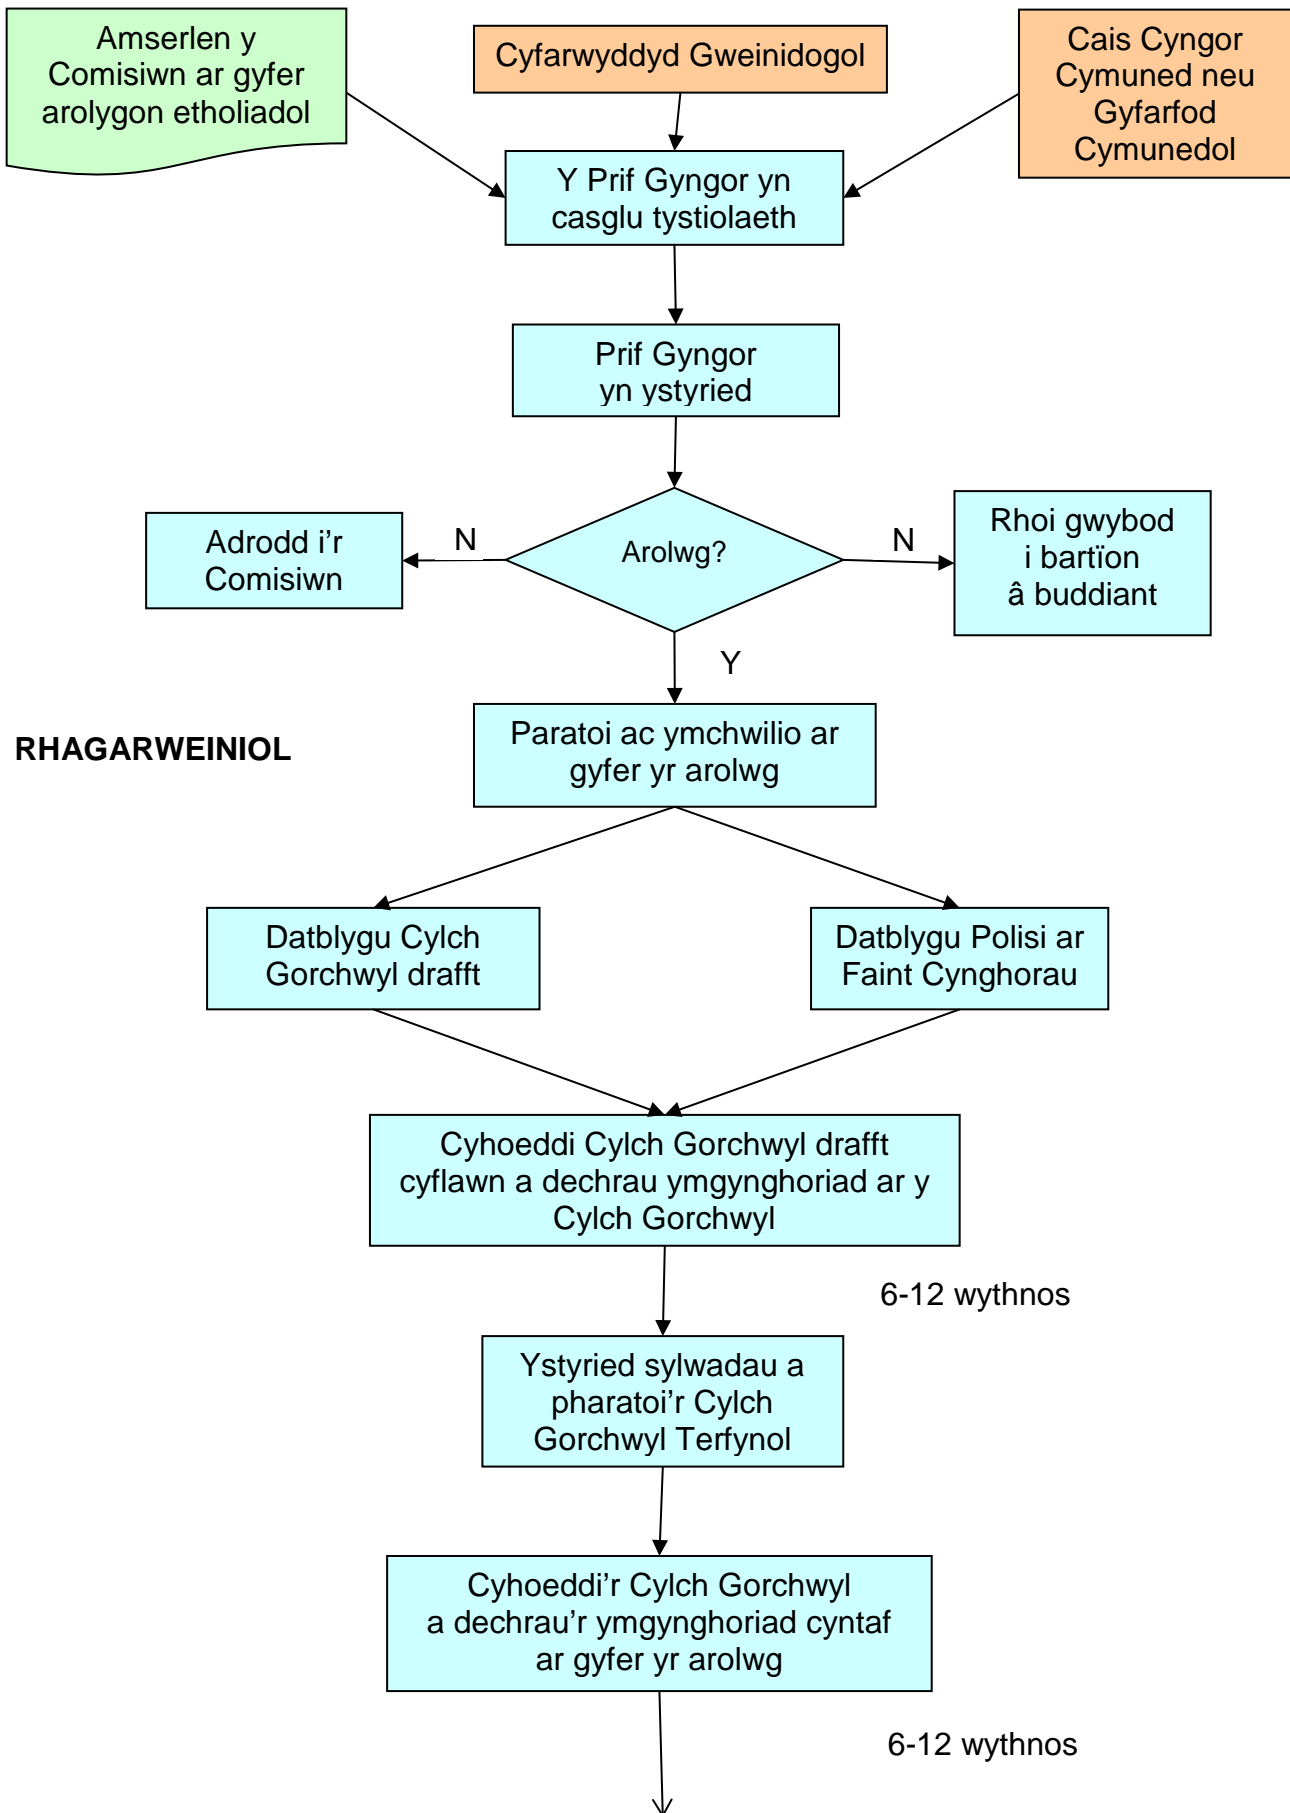 Amserlen y
Comisiwn ar gyfer
arolygon etholiadol
Cyfarwyddyd Gweinidogol
Cais Cyngor
Cymuned neu
Gyfarfod
Cymunedol
Y Prif Gyngor yn
casglu tystiolaeth
Prif Gyngor
yn ystyried
Adrodd i’r
Comisiwn
N
Arolwg?
N
Rhoi gwybod
i bartïon
â buddiant
Y
RHAGARWEINIOL
Paratoi ac ymchwilio ar
gyfer yr arolwg
Datblygu Cylch
Gorchwyl drafft
Datblygu Polisi ar
Faint Cynghorau
Cyhoeddi Cylch Gorchwyl drafft
cyflawn a dechrau ymgynghoriad ar y
Cylch Gorchwyl
6-12 wythnos
Ystyried sylwadau a
pharatoi’r Cylch
Gorchwyl Terfynol
Cyhoeddi’r Cylch Gorchwyl
a dechrau’r ymgynghoriad cyntaf
ar gyfer yr arolwg
6-12 wythnos